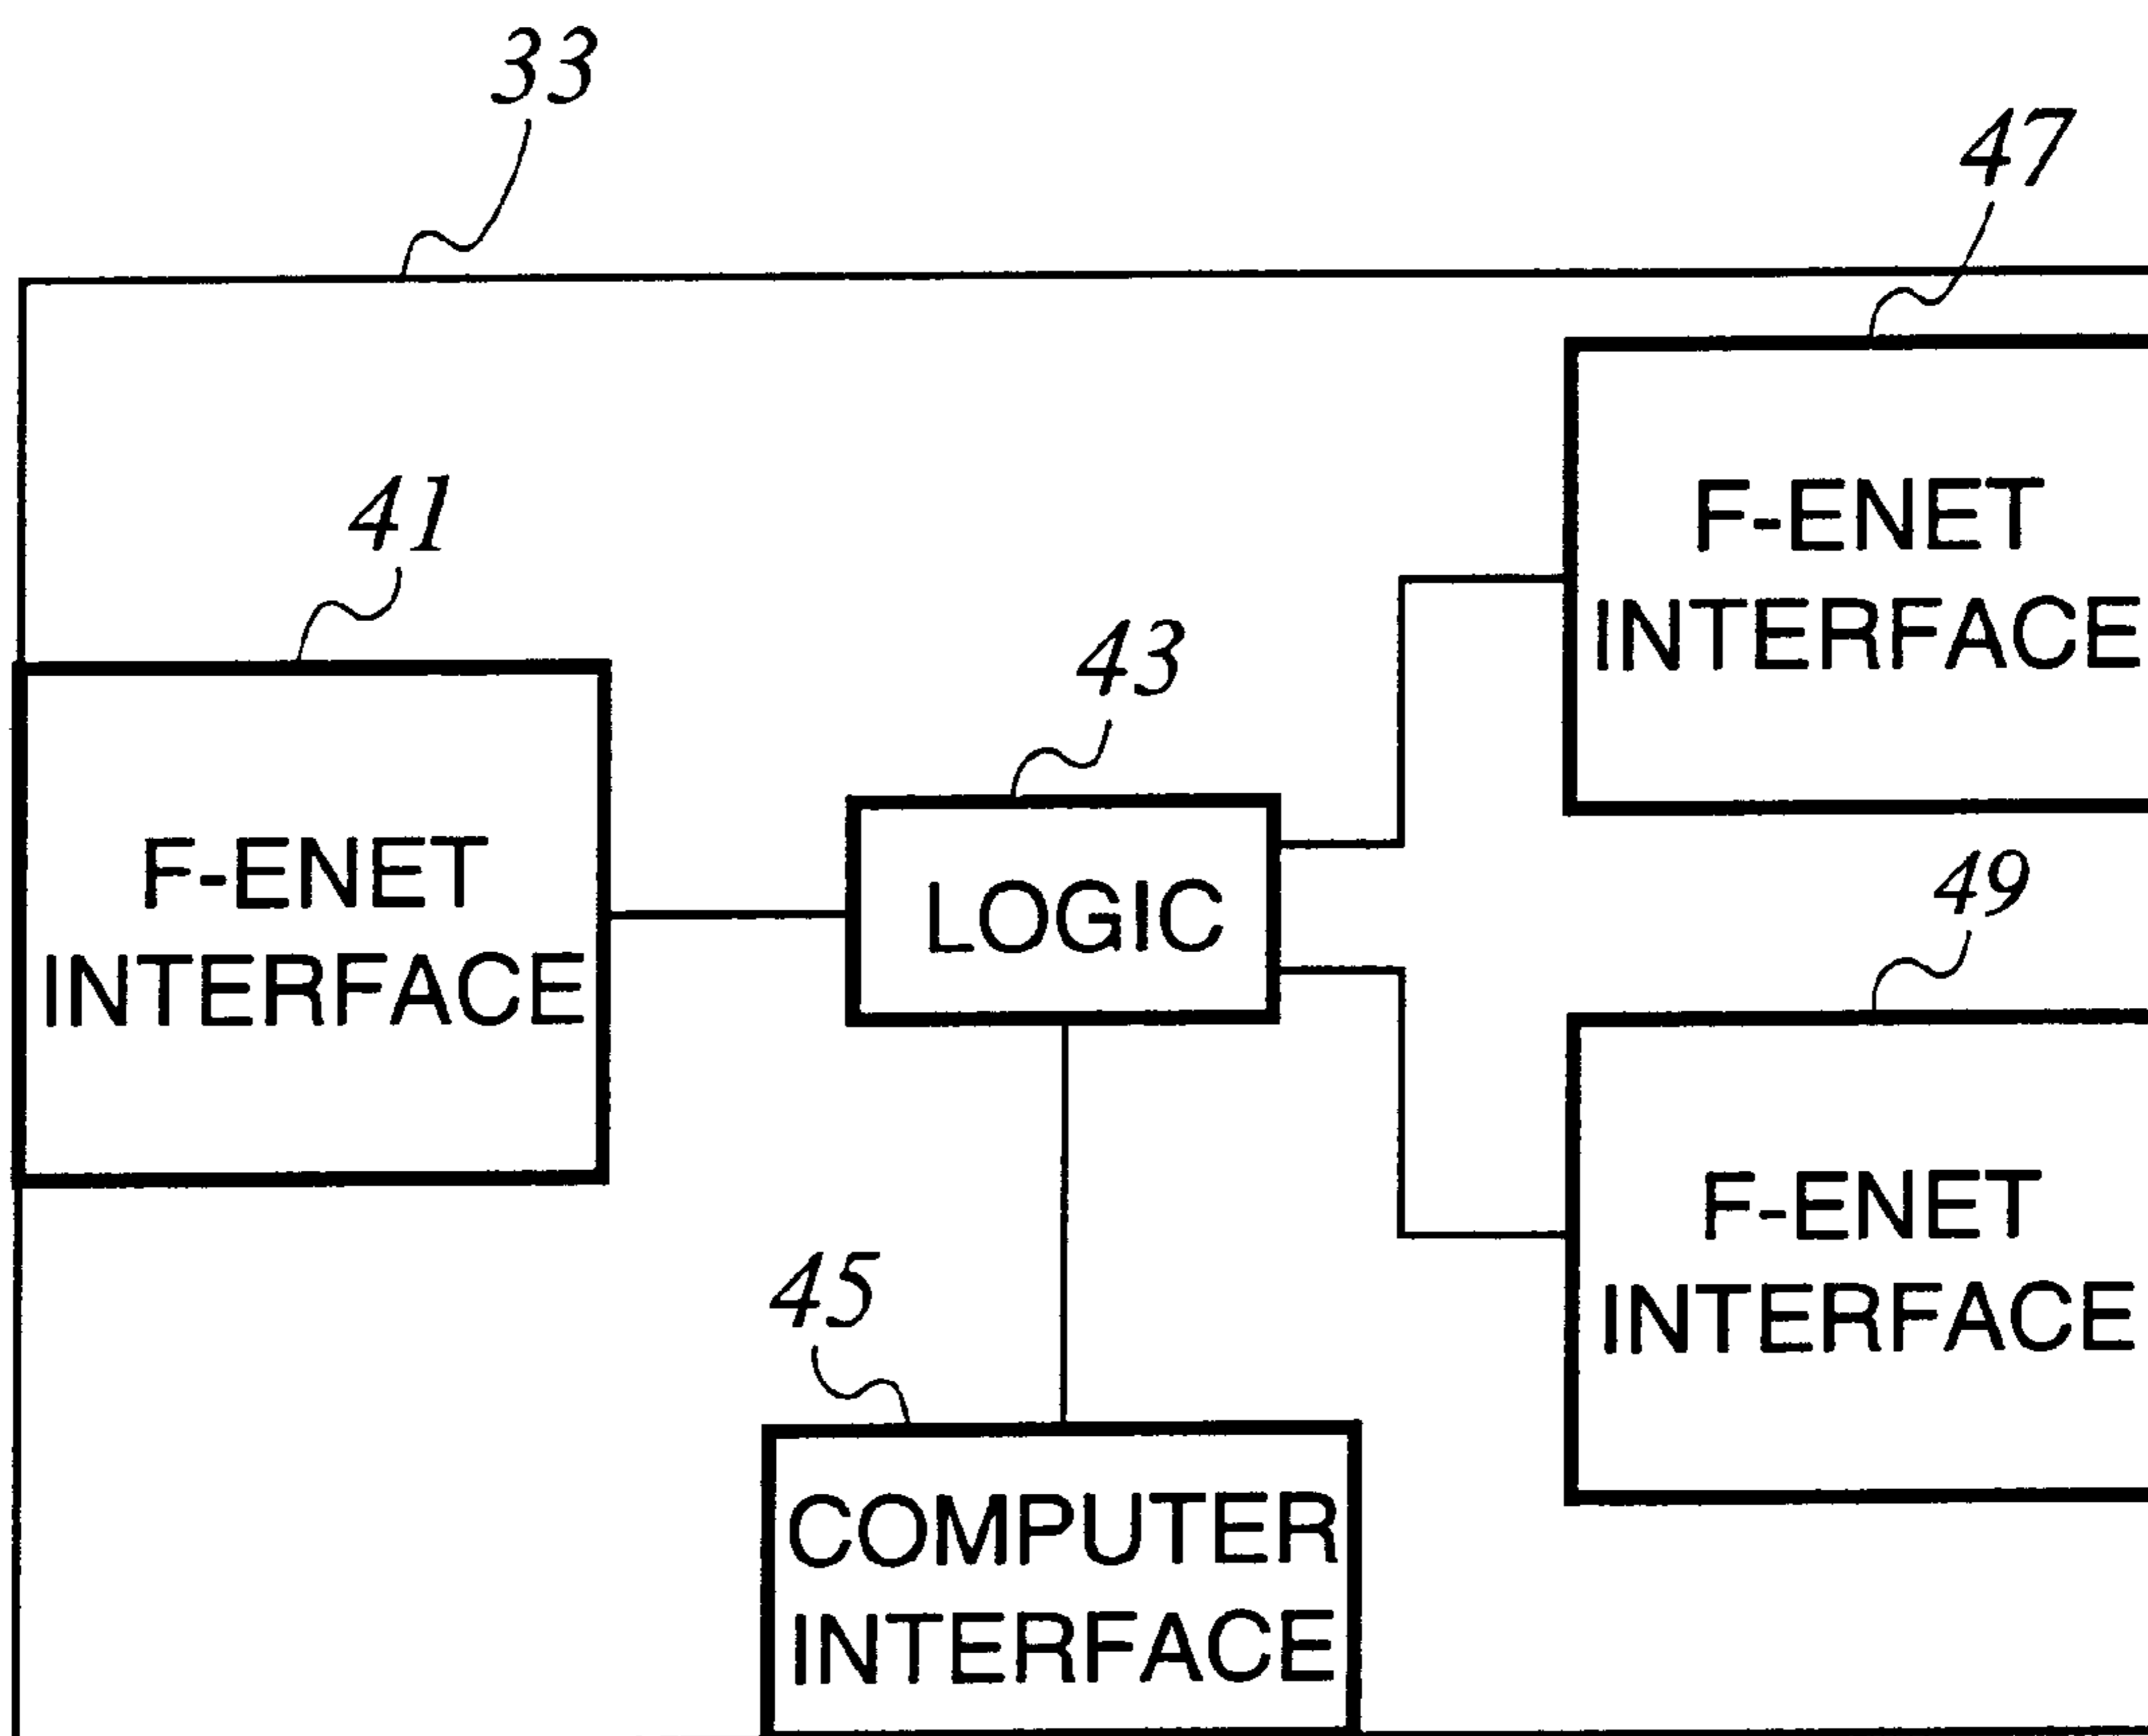 33
47
41
F-ENET
INTERFACE
43
F-ENET
INTERFACE
LOGIC
49
45
F-ENET
INTERFACE
COMPUTER
INTERFACE